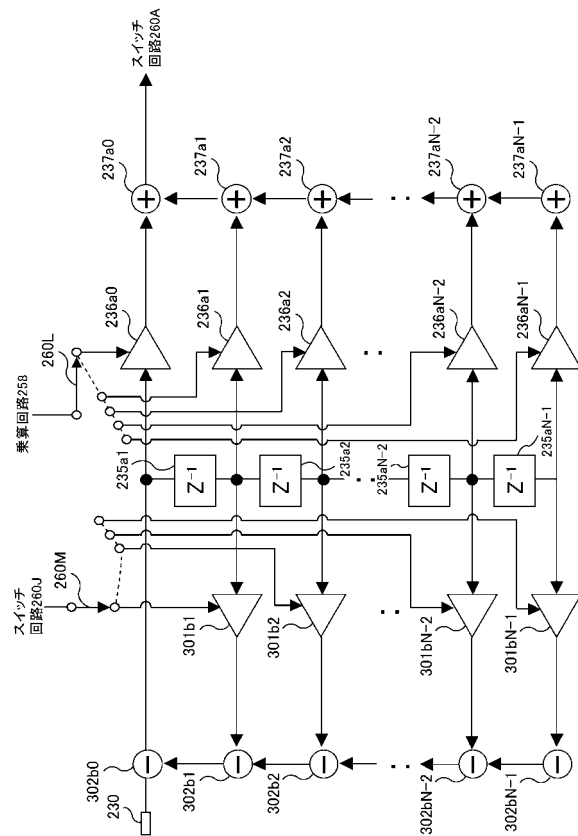 スイッチ
回路260A
237a0
237a1
237a2
237aN-2
237aN-1
236a0
236a1
236a2
236aN-2
236aN-1
260L
乗算回路258
235a1
235a2
235aN-2
235aN-1
Z-1
Z-1
Z-1
Z-1
スイッチ
回路260J
260M
301b1
301b2
301bN-2
301bN-1
302b0
302b1
302b2
302bN-2
302bN-1
230